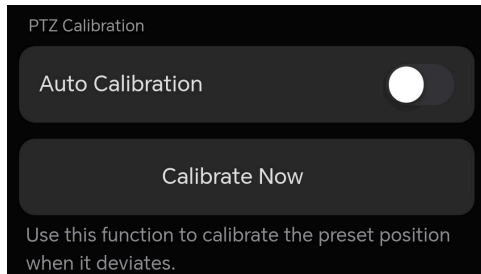 PTZ Calibration
Auto Calibration
Calibrate Now
Use this function to calibrate the preset position
when it deviates.